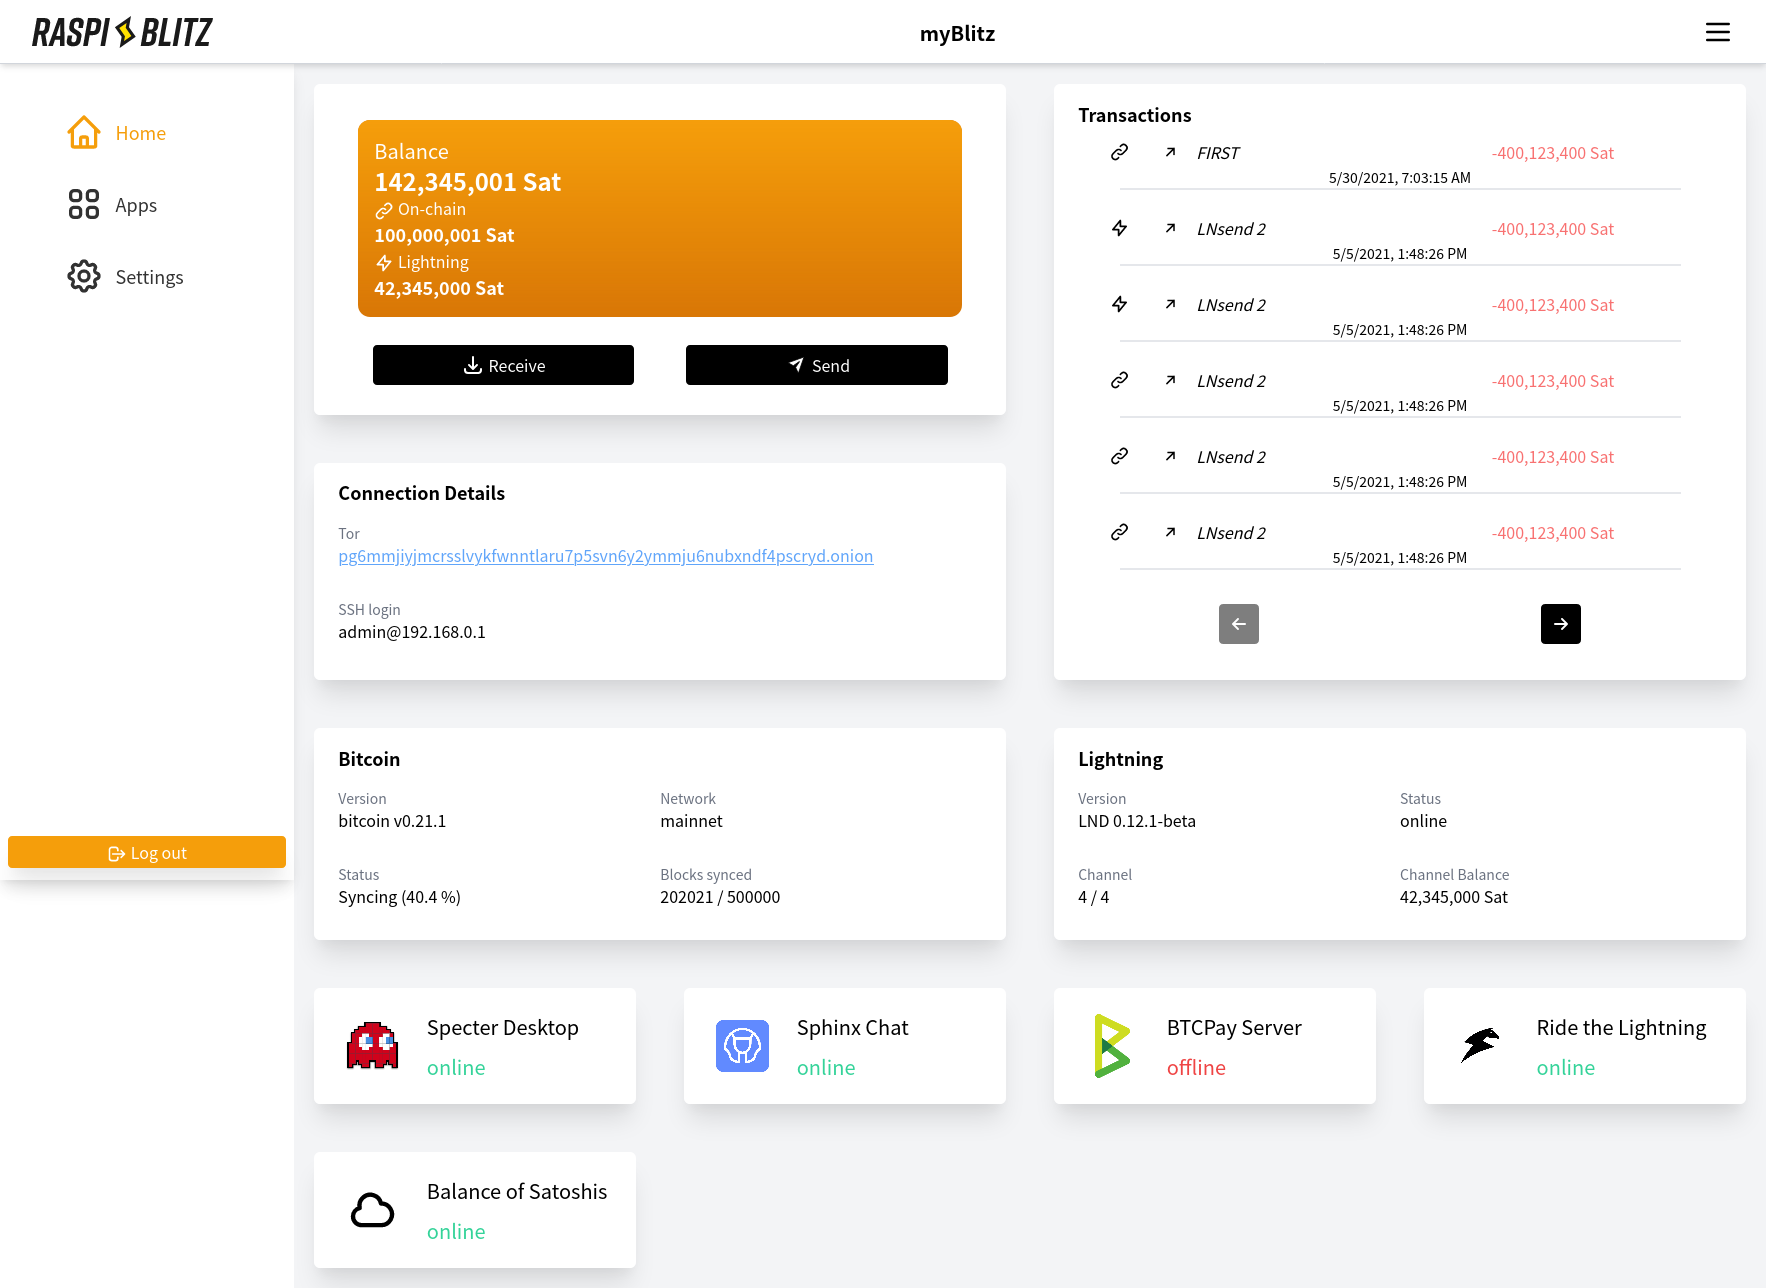 RASPI BLITZ
myBlitz
Home
Apps
Settings
Log out
Balance
142,345,001 Sat
On-chain
100,000,001 Sat
Lightning
42,345,000 Sat
Receive
Send
Transactions
FIRST -400,123,400 Sat
5/30/2021, 7:03:15 AM
LNsend 2 -400,123,400 Sat
5/5/2021, 1:48:26 PM
LNsend 2 -400,123,400 Sat
5/5/2021, 1:48:26 PM
LNsend 2 -400,123,400 Sat
5/5/2021, 1:48:26 PM
LNsend 2 -400,123,400 Sat
5/5/2021, 1:48:26 PM
LNsend 2 -400,123,400 Sat
5/5/2021, 1:48:26 PM
Connection Details
Tor
pg6mmjiyjmcrsslvykfwnntlaru7p5svn6y2ymmju6nubxndf4pscryd.onion
SSH login
admin@192.168.0.1
Bitcoin
Version Network
bitcoin v0.21.1 mainnet
Status Blocks synced
Syncing (40.4 %) 202021 / 500000
Lightning
Version Status
LND 0.12.1-beta online
Channel Channel Balance
4 / 4 42,345,000 Sat
Specter Desktop
online
Sphinx Chat
online
BTCPay Server
offline
Ride the Lightning
online
Balance of Satoshis
online